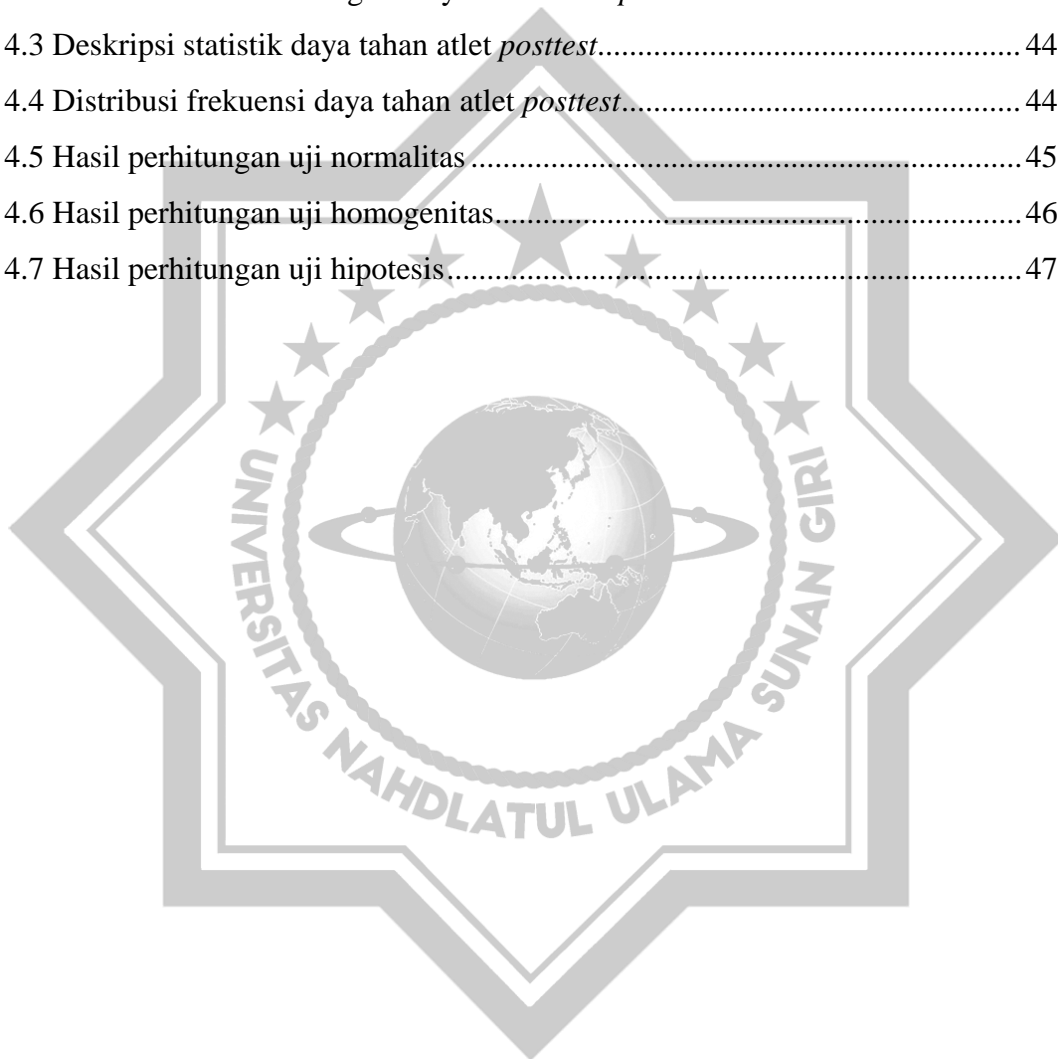 4.3 Deskripsi statistik daya tahan atlet posttest..................................................... 44
4.4 Distribusi frekuensi daya tahan atlet posttest.................................................. 44
4.5 Hasil perhitungan uji normalitas..................................................................... 45
4.6 Hasil perhitungan uji homogenitas.................................................................. 46
4.7 Hasil perhitungan uji hipotesis........................................................................ 47
UNIVERSITAS NAHDLATUL ULAMA SUNAN GIRI